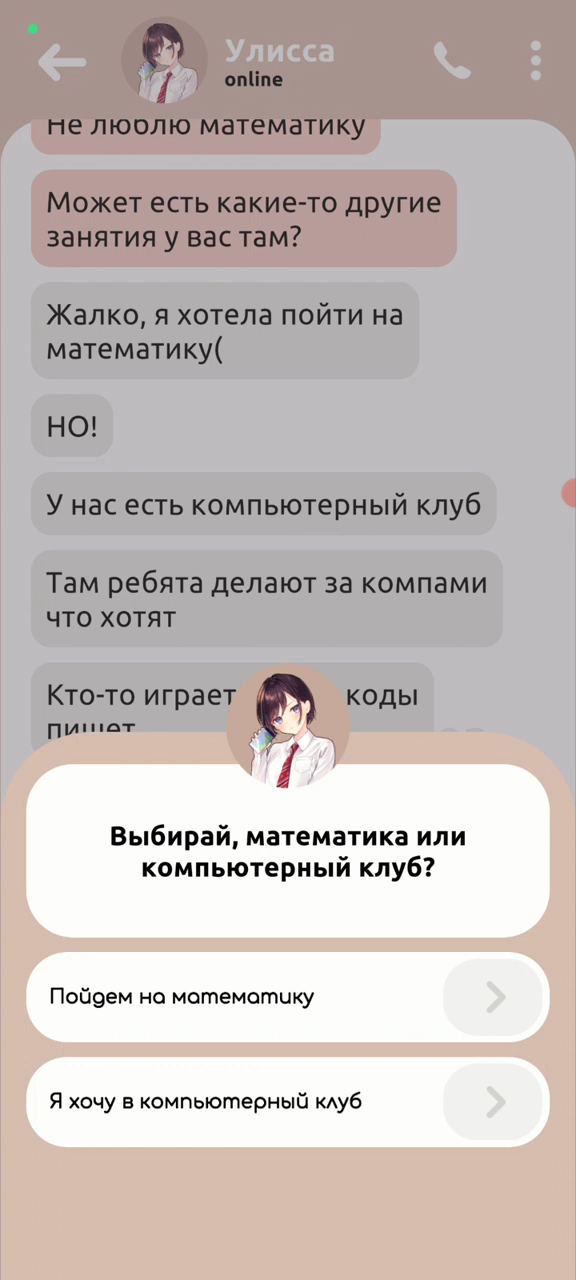 Улисса
online
Не люблю математику
Может есть какие-то другие
занятия у вас там?
Жалко, я хотела пойти на
математику(
НО!
У нас есть компьютерный клуб
Там ребята делают за компами
что хотят
Кто-то играет коды
пишет
Выбирай, математика или
компьютерный клуб?
Пойдем на математику
Я хочу в компьютерный клуб